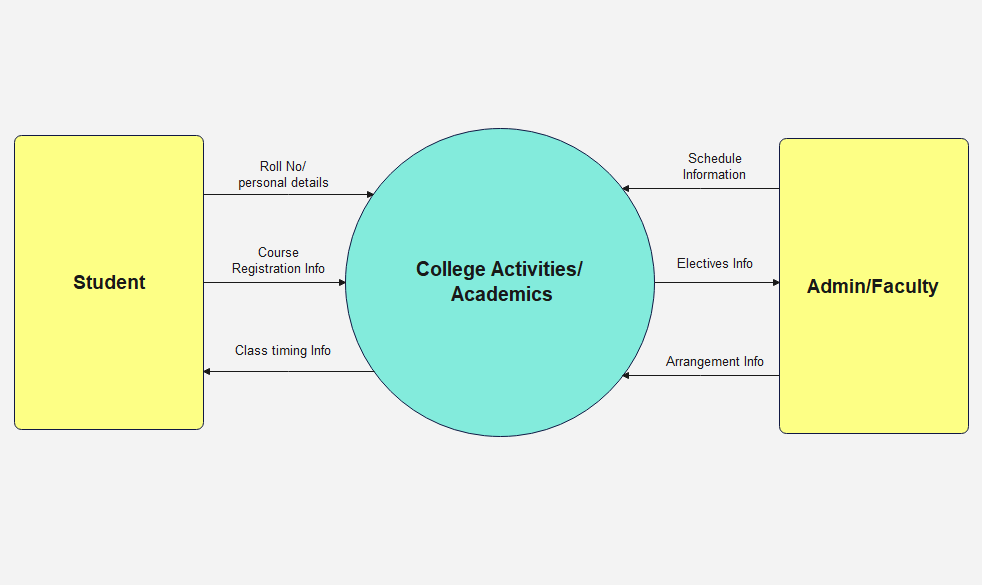 Roll No/
personal details
Course
Registration Info
Student
Class timing Info
College Activities/
Academics
Schedule
Information
Electives Info
Admin/Faculty
Arrangement Info